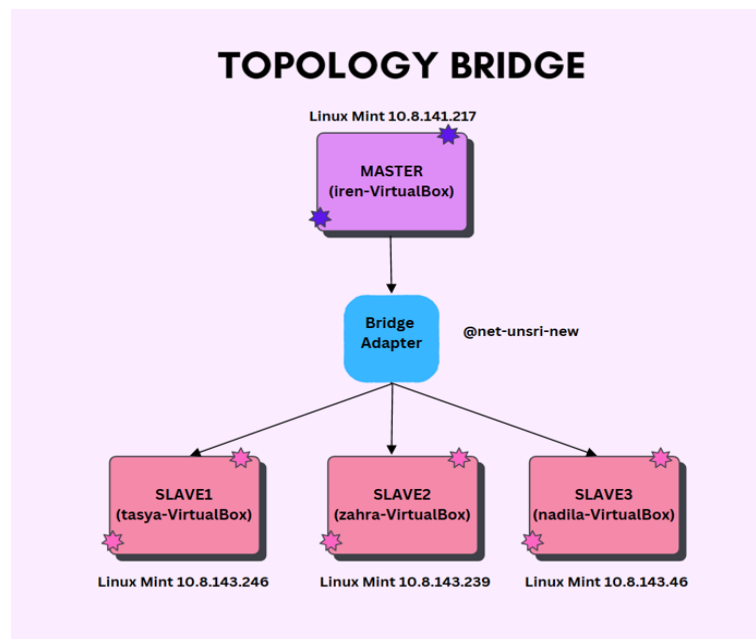 TOPOLOGY BRIDGE
Linux Mint 10.8.141.217
MASTER
(iren-VirtualBox)
Bridge
Adapter
@net-unsri-new
SLAVE1
(tasya-VirtualBox)
SLAVE2
(zahra-VirtualBox)
SLAVE3
(nadila-VirtualBox)
Linux Mint 10.8.143.246
Linux Mint 10.8.143.239
Linux Mint 10.8.143.46